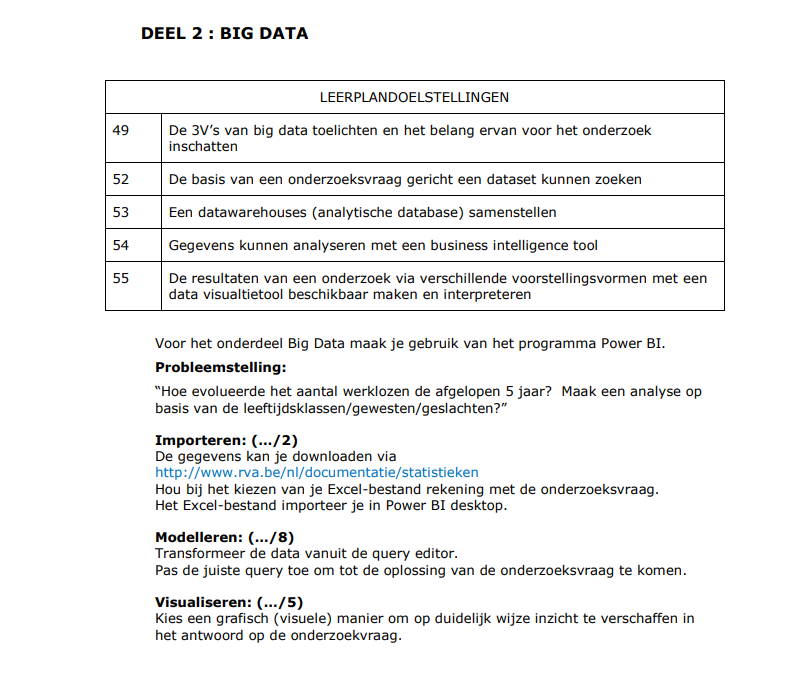 DEEL 2 : BIG DATA
LEERPLANDOELSTELLINGEN
49 De 3V’s van big data toelichten en het belang ervan voor het onderzoek
inschatten
52 De basis van een onderzoeksvraag gericht een dataset kunnen zoeken
53 Een datawarehouses (analytische database) samenstellen
54 Gegevens kunnen analyseren met een business intelligence tool
55 De resultaten van een onderzoek via verschillende voorstellingsvormen met een
data visualtietool beschikbaar maken en interpreteren
Voor het onderdeel Big Data maak je gebruik van het programma Power BI.
Probleemstelling:
“Hoe evolueerde het aantal werklozen de afgelopen 5 jaar?  Maak een analyse op
basis van de leeftijdsklassen/gewesten/geslachten?”
Importeren: (…/2)
De gegevens kan je downloaden via
http://www.rva.be/nl/documentatie/statistieken
Hou bij het kiezen van je Excel-bestand rekening met de onderzoeksvraag.
Het Excel-bestand importeer je in Power BI desktop.
Modelleren: (…/8)
Transformeer de data vanuit de query editor.
Pas de juiste query toe om tot de oplossing van de onderzoeksvraag te komen.
Visualiseren: (…/5)
Kies een grafisch (visuele) manier om op duidelijk wijze inzicht te verschaffen in
het antwoord op de onderzoekvraag.